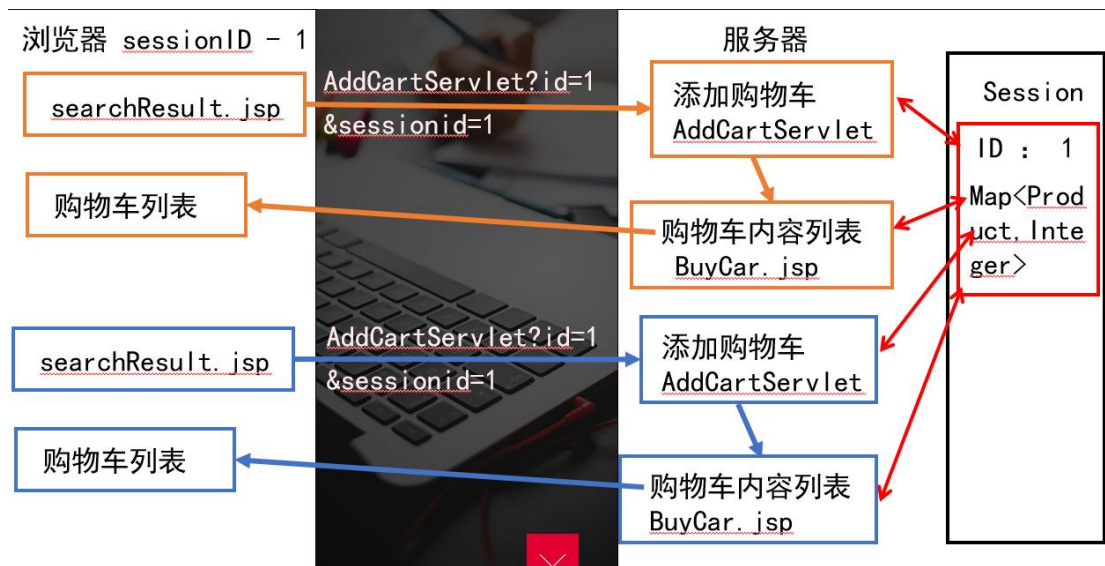 浏览器 sessionID - 1
服务器
Session
searchResult.jsp
AddCartServlet?id=1
&sessionid=1
添加购物车
AddCartServlet
ID : 1
Map<Prod
uct,Inte
ger>
购物车列表
购物车内容列表
BuyCar.jsp
searchResult.jsp
AddCartServlet?id=1
&sessionid=1
添加购物车
AddCartServlet
购物车列表
购物车内容列表
BuyCar.jsp